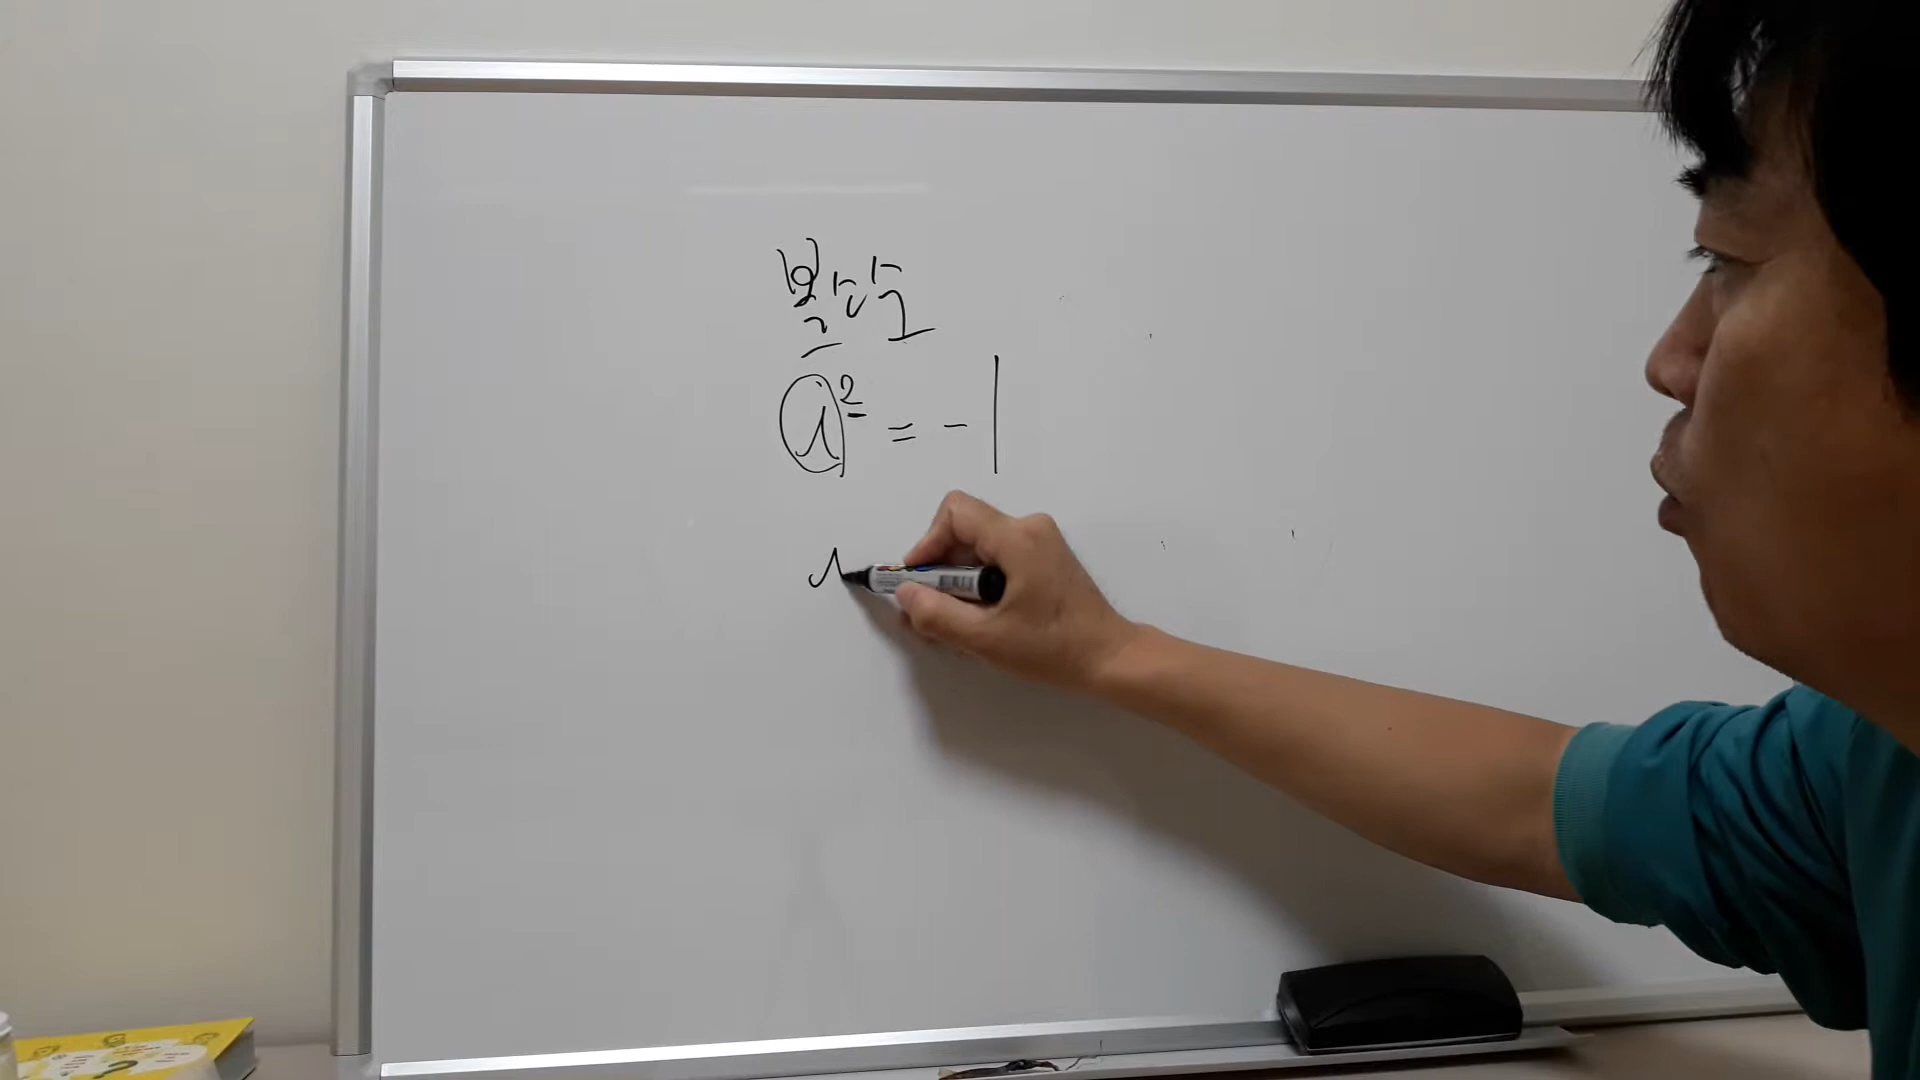 복소수
i² = -1
i